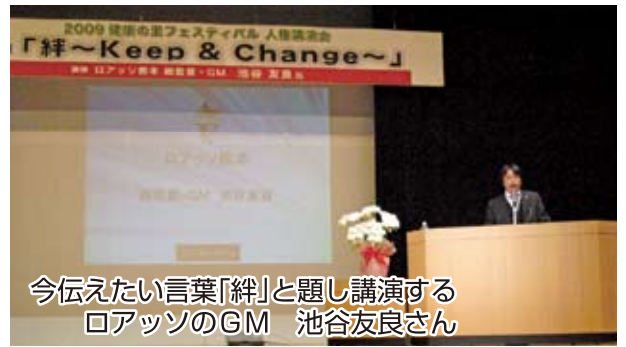 2009 健康の里フェスティバル 人権講演会
「絆～Keep & Change～」
講師 ロアッソ熊本 総監督・GM 池谷 友良 氏
ロアッソ熊本
総監督・GM 池谷友良
今伝えたい言葉「絆」と題し講演する
ロアッソのGM 池谷友良さん